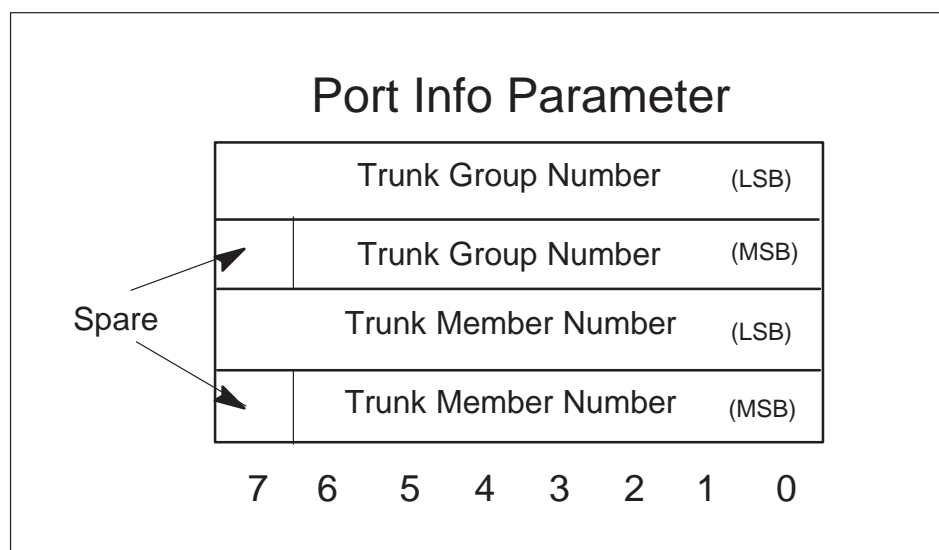 Port Info Parameter
Trunk Group Number (LSB)
Trunk Group Number (MSB)
Spare
Trunk Member Number (LSB)
Trunk Member Number (MSB)
7 6 5 4 3 2 1 0